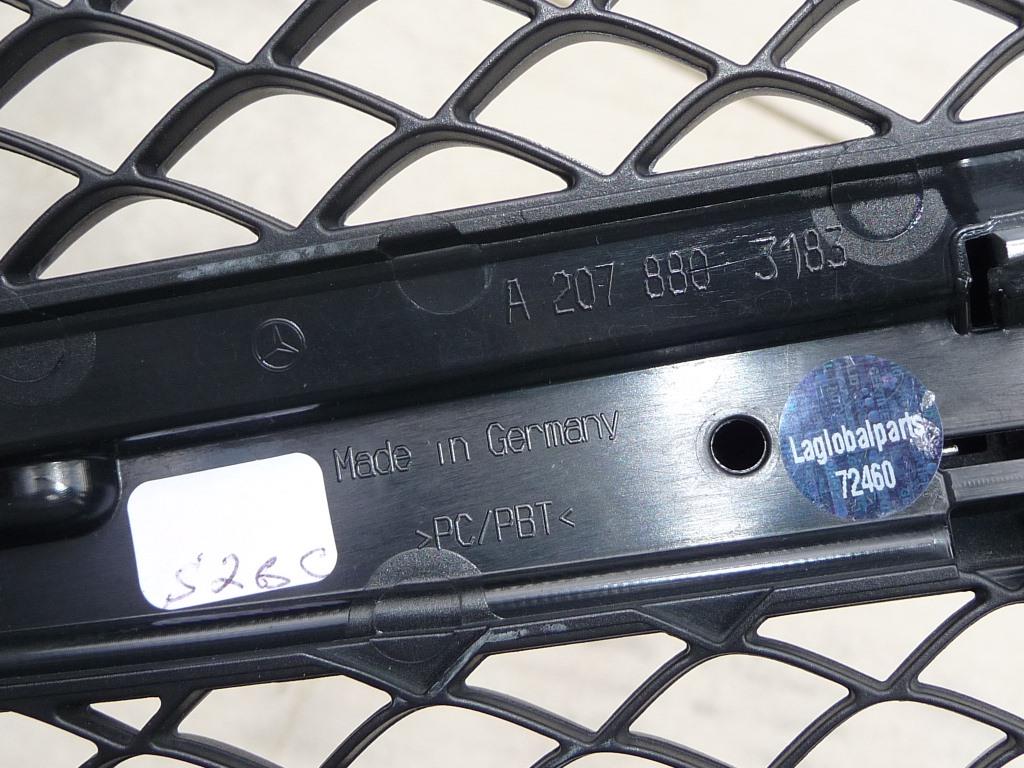 A 207 880 3183
Made in Germany
>PC/PBT<
Laglobalparts
72460